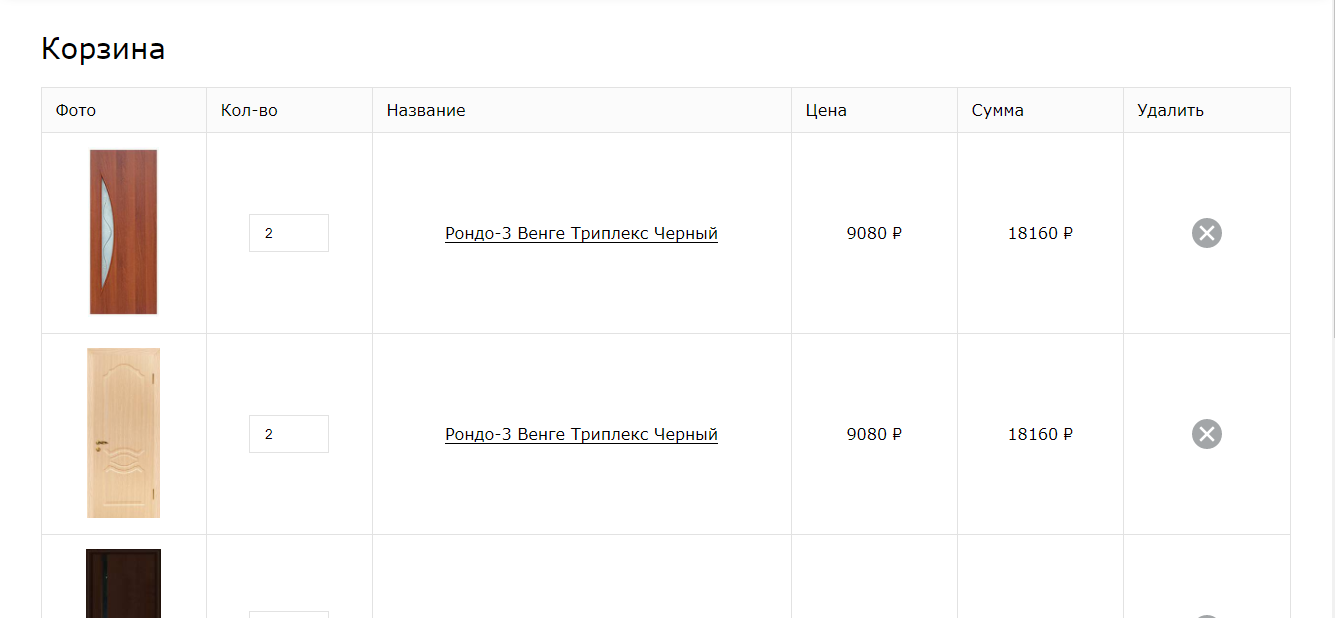 Корзина
Фото Кол-во Название Цена Сумма Удалить
2 Рондо-3 Венге Триплекс Черный 9080 ₽ 18160 ₽
2 Рондо-3 Венге Триплекс Черный 9080 ₽ 18160 ₽